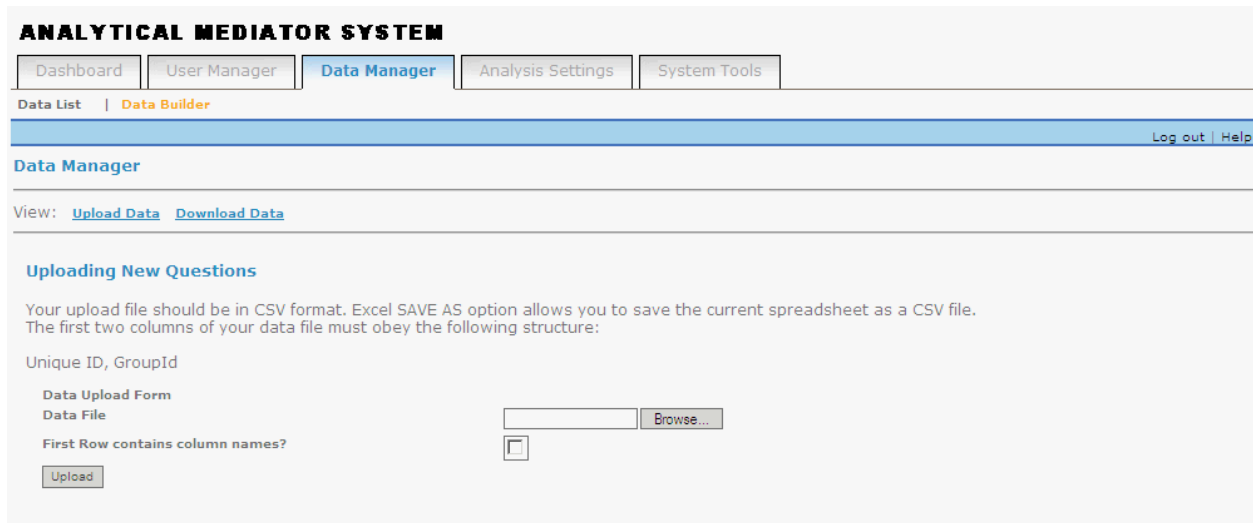 ANALYTICAL MEDIATOR SYSTEM
Dashboard User Manager Data Manager Analysis Settings System Tools
Data List | Data Builder
Log out | Help
Data Manager
View: Upload Data Download Data
Uploading New Questions
Your upload file should be in CSV format. Excel SAVE AS option allows you to save the current spreadsheet as a CSV file.
The first two columns of your data file must obey the following structure:
Unique ID, GroupId
Data Upload Form
Data File Browse...
First Row contains column names?
Upload